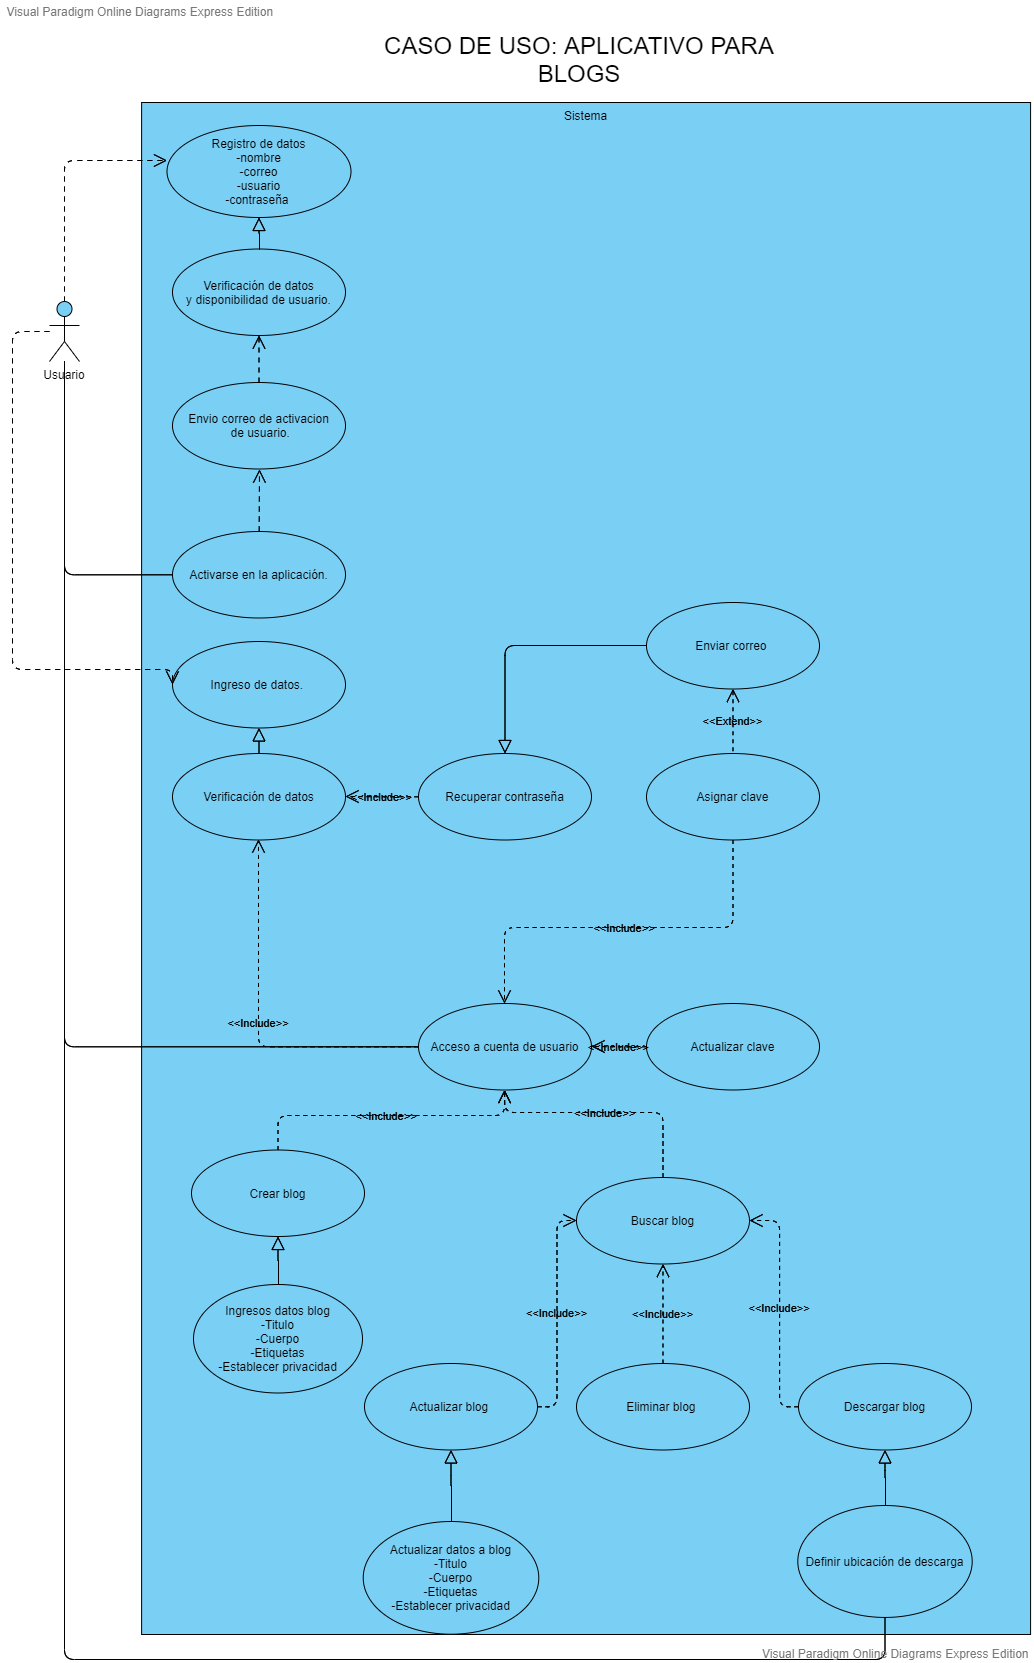 Visual Paradigm Online Diagrams Express Edition
CASO DE USO: APLICATIVO PARA
BLOGS
Sistema
Registro de datos
-nombre
-correo
-usuario
-contraseña
Verificación de datos
y disponibilidad de usuario.
Usuario
Envio correo de activacion
de usuario.
Activarse en la aplicación.
Enviar correo
Ingreso de datos.
<<Extend>>
Verificación de datos
<<Include>>
Recuperar contraseña
Asignar clave
<<Include>>
<<Include>>
Acceso a cuenta de usuario
<<Include>>
Actualizar clave
<<Include>>
<<Include>>
Crear blog
Buscar blog
Ingresos datos blog
-Titulo
-Cuerpo
-Etiquetas
-Establecer privacidad
<<Include>>
<<Include>>
<<Include>>
Actualizar blog
Eliminar blog
Descargar blog
Actualizar datos a blog
-Titulo
-Cuerpo
-Etiquetas
-Establecer privacidad
Definir ubicación de descarga
Visual Paradigm Online Diagrams Express Edition